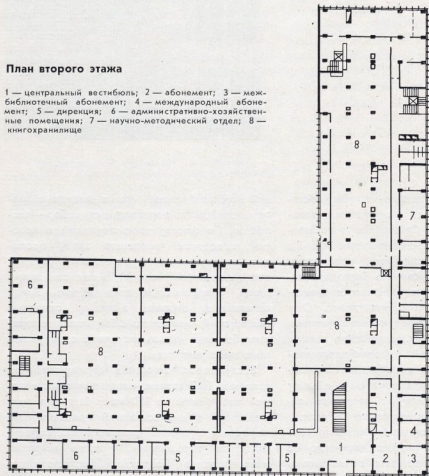 План второго этажа
1 — центральный вестибюль; 2 — абонемент; 3 — меж-
библиотечный абонемент; 4 — международный абоне-
мент; 5 — дирекция; 6 — административно-хозяйствен-
ные помещения; 7 — научно-методический отдел; 8 —
книгохранилище
8
7
6
8
8
4
6
5
5
1
2
3